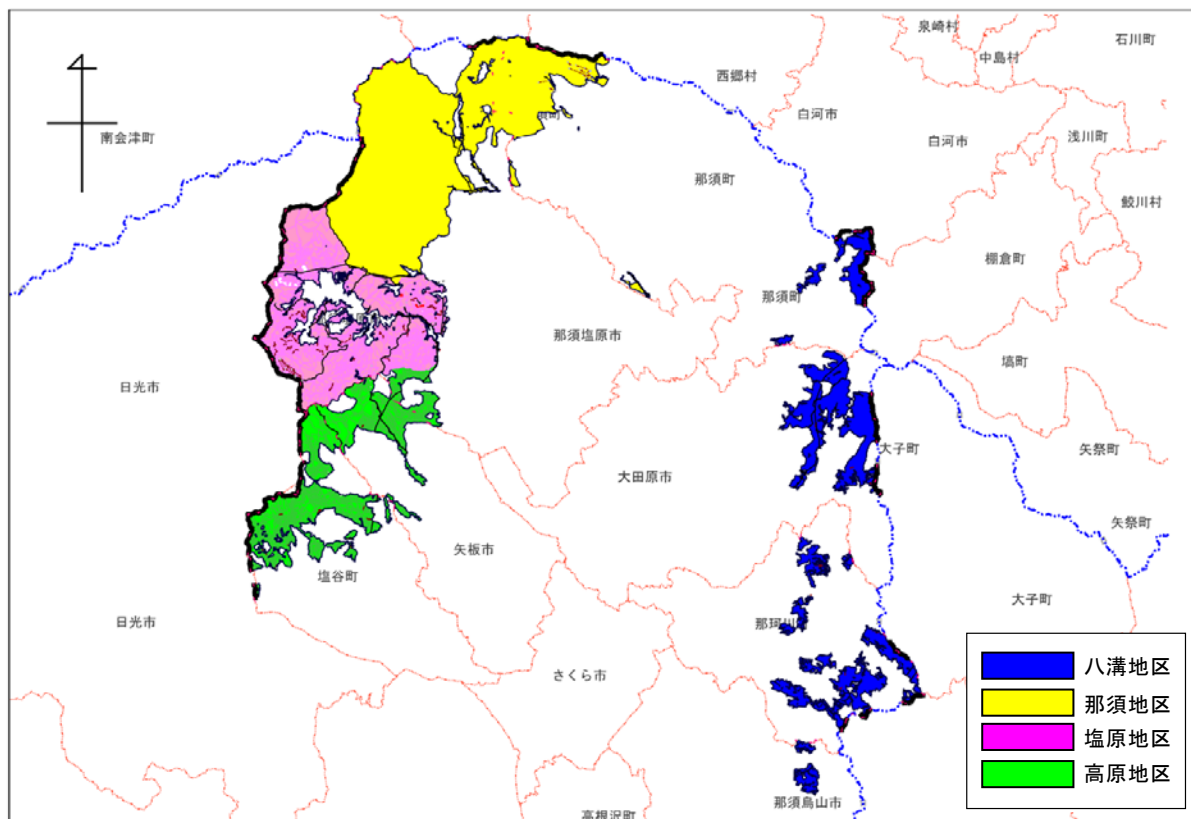 泉崎村
石川町
中島村
西郷村
白河市
南会津町
白河市
浅川町
那須町
鮫川村
棚倉町
那須町
那須塩原市
塙町
日光市
大子町
矢祭町
大田原市
矢祭町
矢板市
塩谷町
大子町
日光市
那珂川
さくら市
八溝地区
那須地区
塩原地区
高原地区
那須烏山市
高根沢町